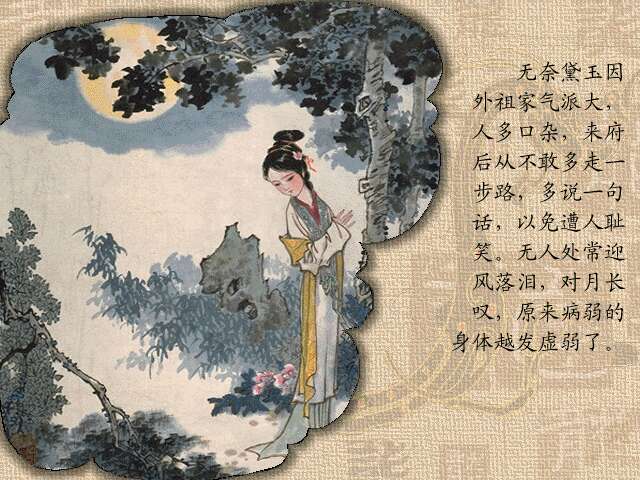 无奈黛玉因
外祖家气派大，
人多口杂，来府
后从不敢多走一
步路，多说一句
话，以免遭人耻
笑。无人处常迎
风落泪，对月长
叹，原来病弱的
身体越发虚弱了。